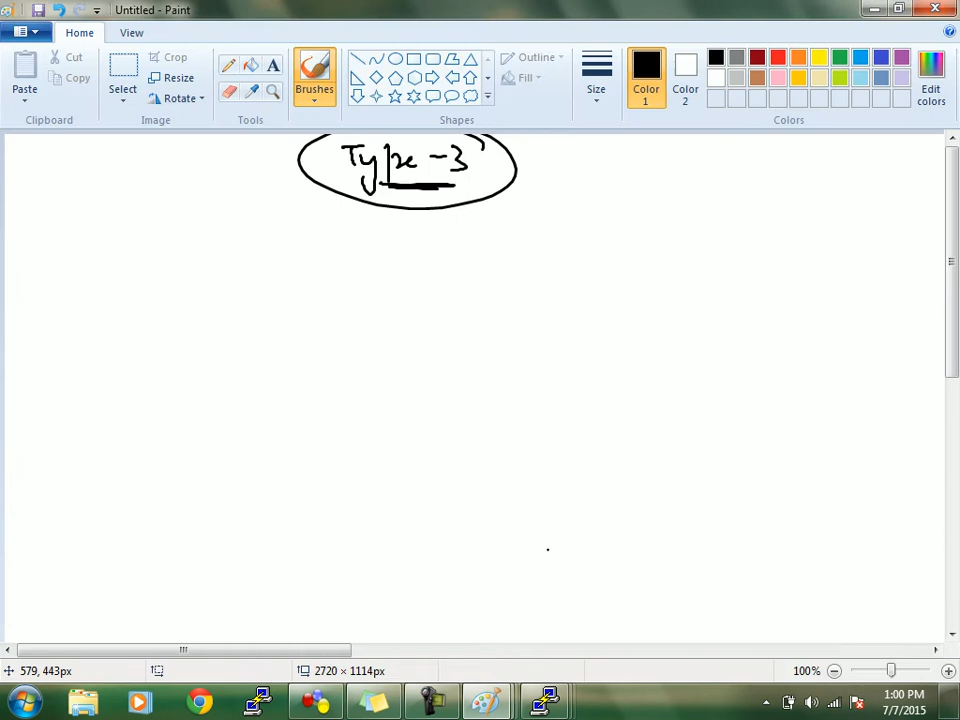 Untitled - Paint
Home View
Paste
Cut
Copy
Clipboard
Select
Crop
Resize
Rotate
Image
Tools
Brushes
Shapes
Outline
Fill
Size
Color 1
Color 2
Colors
Edit colors
Ty|x - 3
579, 443px
2720 × 1114px
100%
1:00 PM
7/7/2015